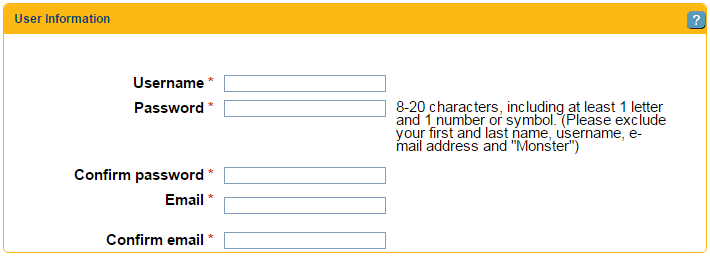 User Information
?
Username *
Password *
8-20 characters, including at least 1 letter
and 1 number or symbol. (Please exclude
your first and last name, username, e-
mail address and "Monster")
Confirm password *
Email *
Confirm email *